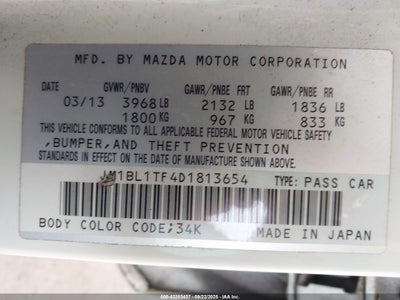 MFD. BY MAZDA MOTOR CORPORATION
DATE GVWR/PNBV GAWR/PNBE FRT GAWR/PNBE RR
03/13 3968LB 2132 LB 1836 LB
1800KG 967 KG 833 KG
THIS VEHICLE CONFORMS TO ALL APPLICABLE FEDERAL MOTOR VEHICLE SAFETY
,BUMPER,AND THEFT PREVENTION
STANDARDS IN EFFECT ON THE DATE OF MANUFACTURE SHOWN ABOVE.
JM1BL1TF4D1813654 TYPE: PASS CAR
BODY COLOR CODE;34K MADE IN JAPAN